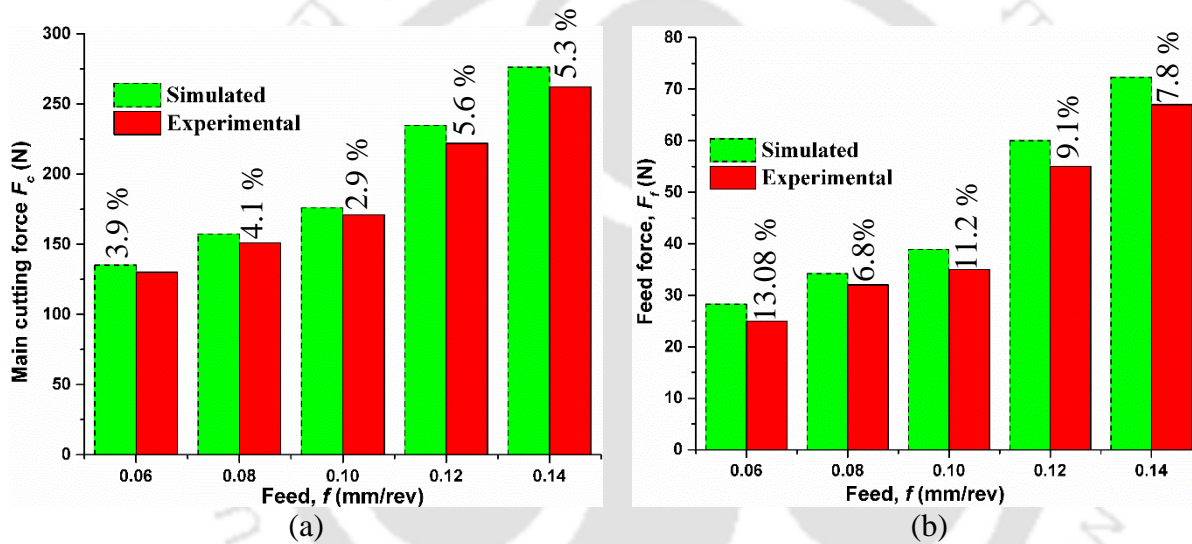 300
250
200
150
100
50
0
Main cutting force F_c (N)
Simulated
Experimental
3.9 %
4.1 %
2.9 %
5.6 %
5.3 %
0.06 0.08 0.10 0.12 0.14
Feed, f (mm/rev)
(a)
80
70
60
50
40
30
20
10
0
Feed force, F_f (N)
Simulated
Experimental
13.08 %
6.8%
11.2 %
9.1%
7.8 %
0.06 0.08 0.10 0.12 0.14
Feed, f (mm/rev)
(b)